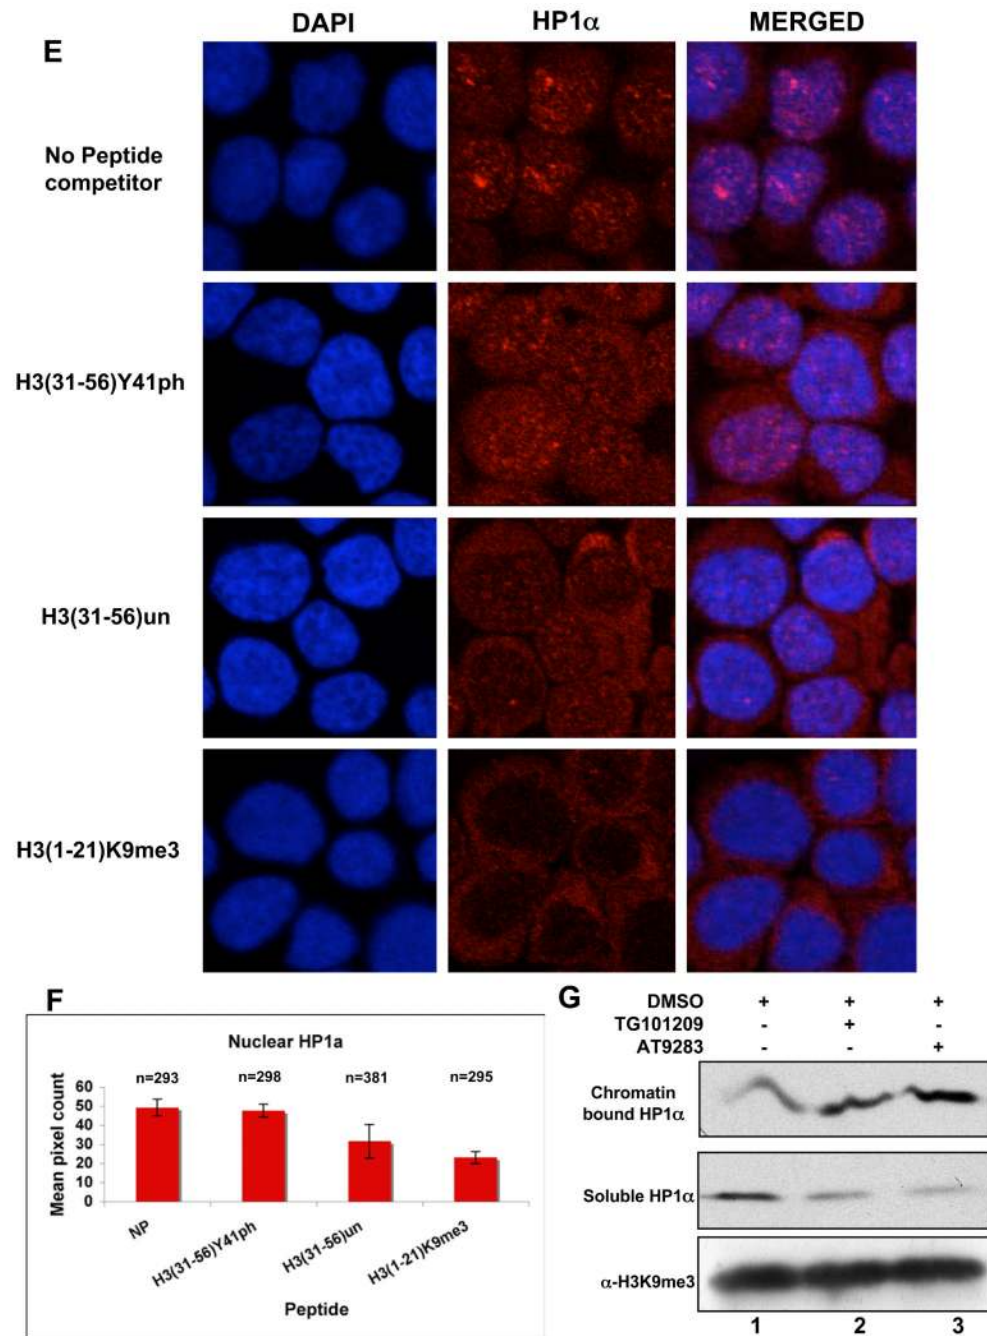 E
DAPI
HP1α
MERGED
No Peptide
competitor
H3(31-56)Y41ph
H3(31-56)un
H3(1-21)K9me3
F
Nuclear HP1a
n=293
n=298
n=381
n=295
Mean pixel count
60
50
40
30
20
10
0
NP
H3(31-56)Y41ph
H3(31-56)un
H3(1-21)K9me3
Peptide
G
DMSO + + +
TG101209 - + -
AT9283 - - +
Chromatin
bound HP1α
Soluble HP1α
α-H3K9me3
1 2 3